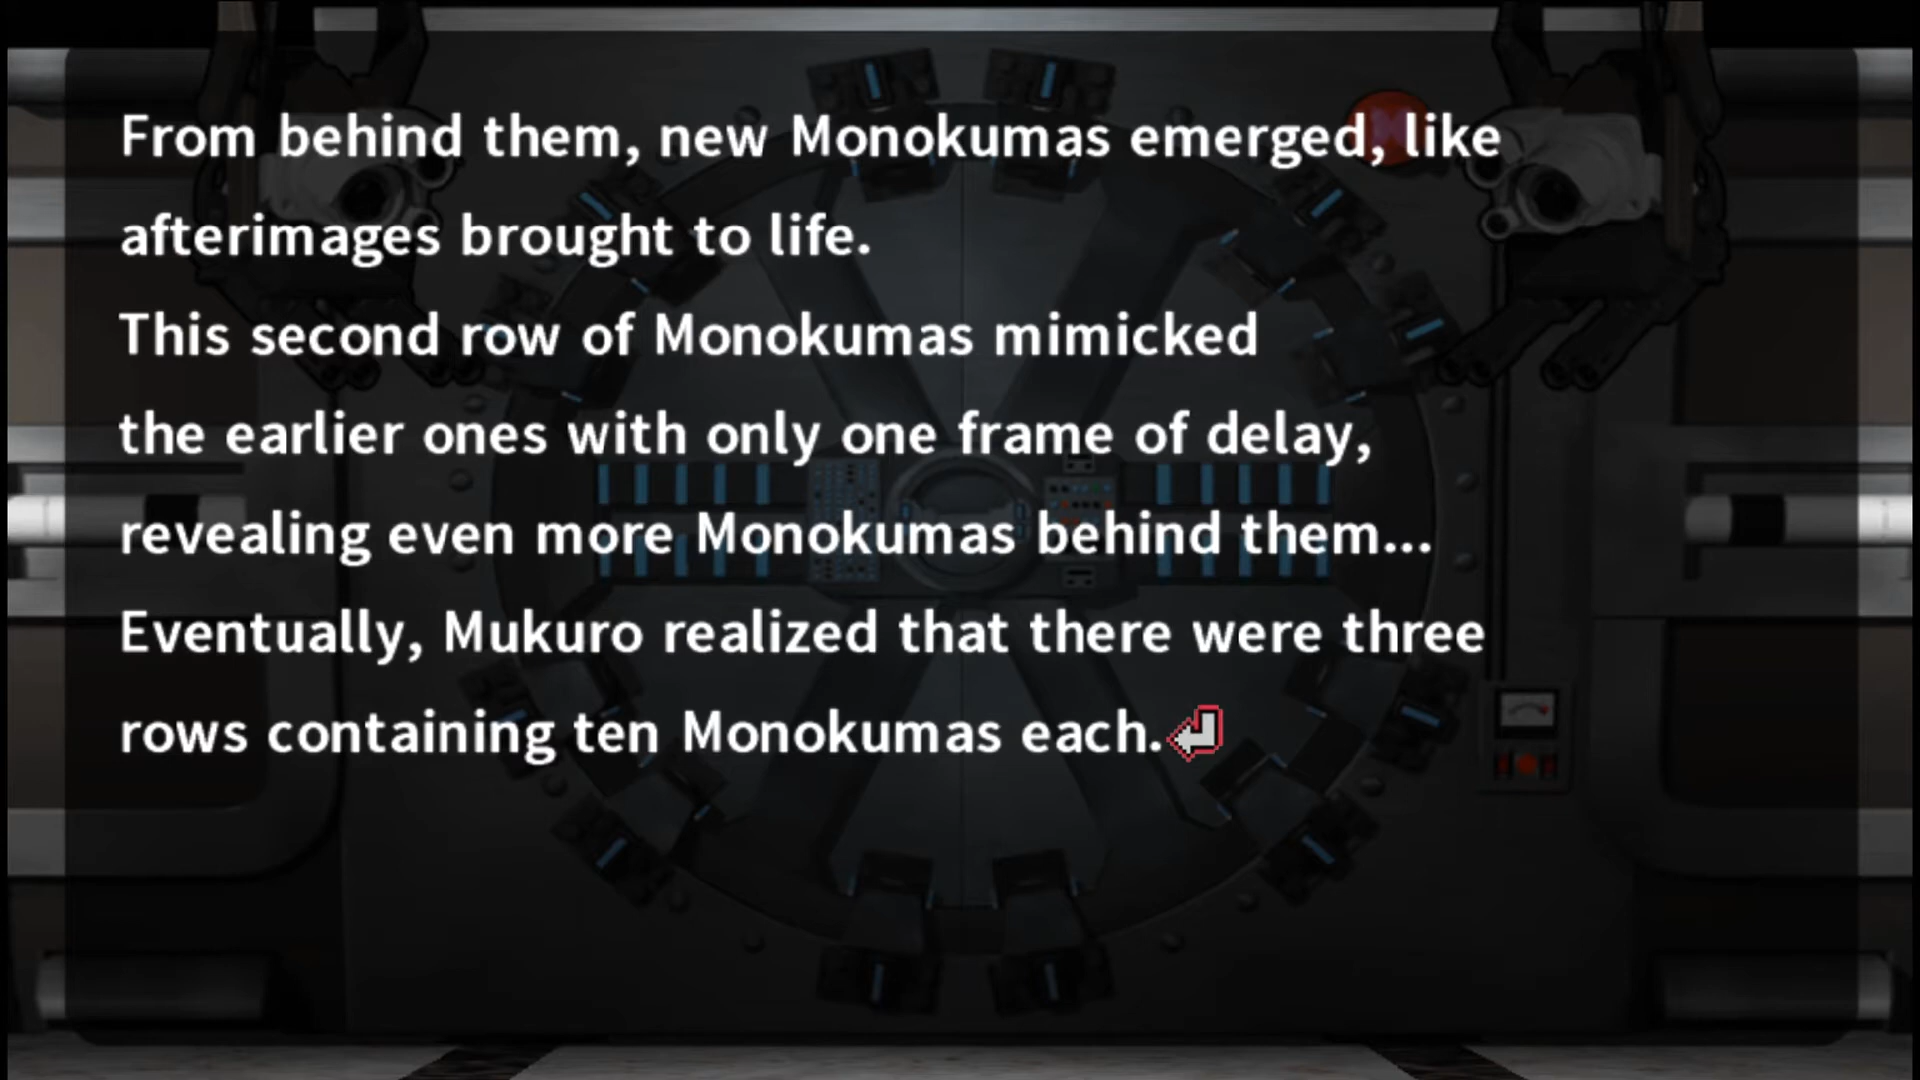 From behind them, new Monokumas emerged, like
afterimages brought to life.
This second row of Monokumas mimicked
the earlier ones with only one frame of delay,
revealing even more Monokumas behind them...
Eventually, Mukuro realized that there were three
rows containing ten Monokumas each.